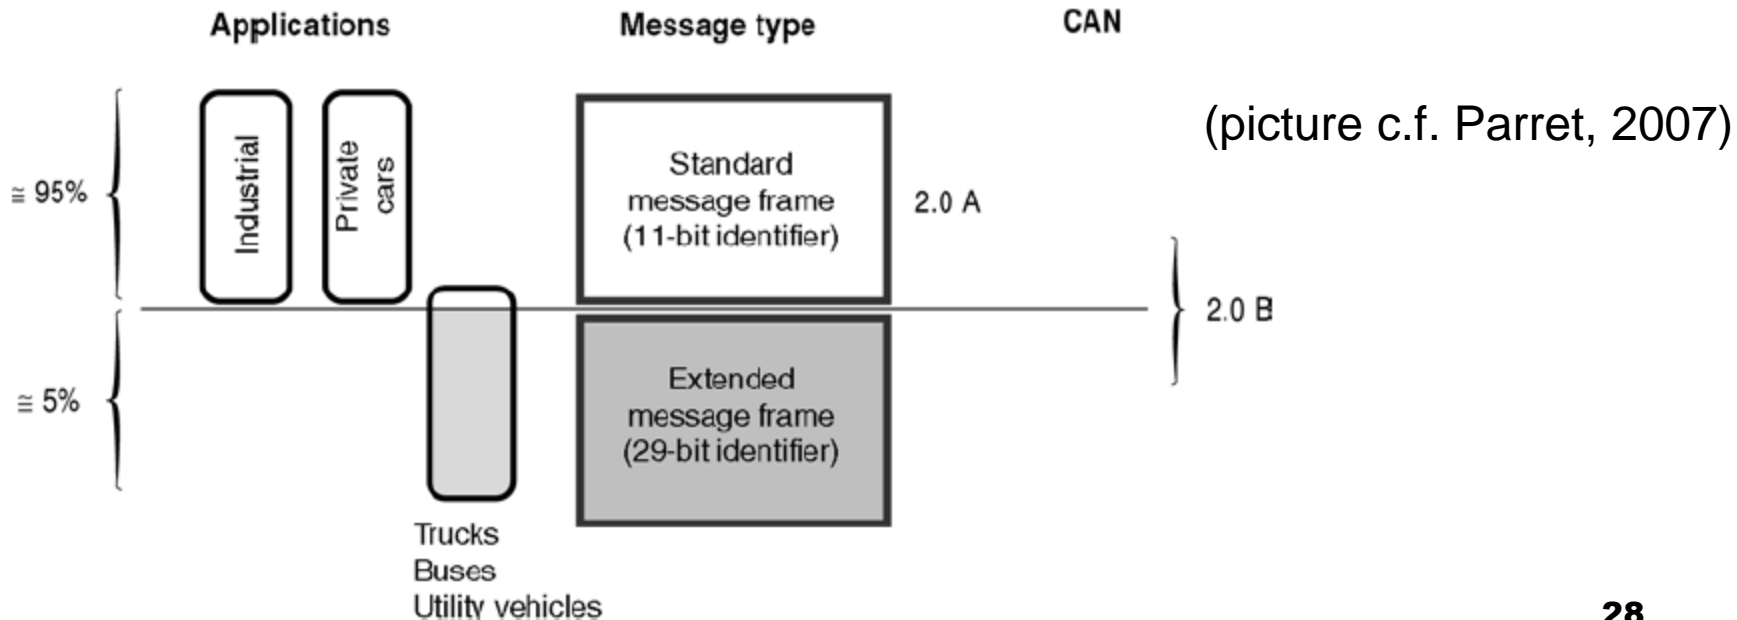 Applications
Message type
CAN
(picture c.f. Parret, 2007)
≅ 95%
Industrial
Private
cars
Standard
message frame
(11-bit identifier)
2.0 A
2.0 B
≅ 5%
Extended
message frame
(29-bit identifier)
Trucks
Buses
Utility vehicles
28